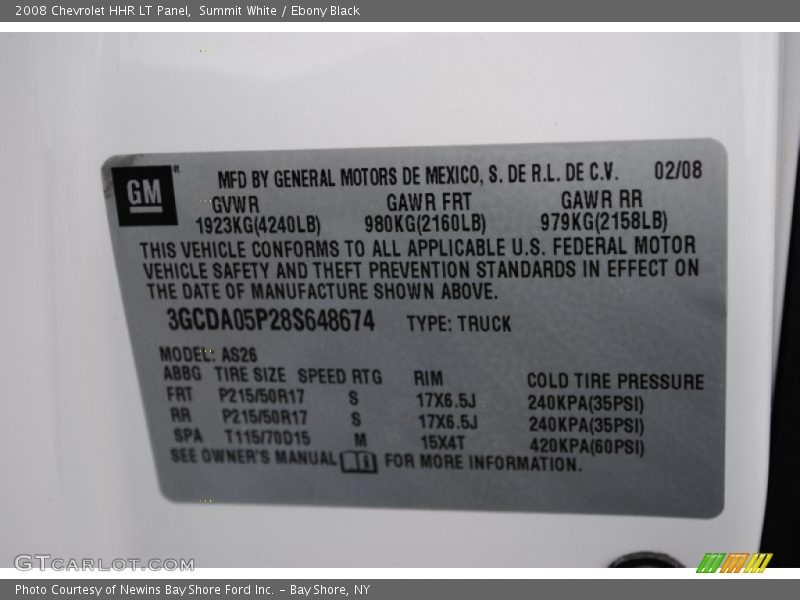 2008 Chevrolet HHR LT Panel, Summit White / Ebony Black
GM MFD BY GENERAL MOTORS DE MEXICO, S. DE R.L. DE C.V. 02/08
GVWR GAWR FRT GAWR RR
1923KG(4240LB) 980KG(2160LB) 979KG(2158LB)
THIS VEHICLE CONFORMS TO ALL APPLICABLE U.S. FEDERAL MOTOR
VEHICLE SAFETY AND THEFT PREVENTION STANDARDS IN EFFECT ON
THE DATE OF MANUFACTURE SHOWN ABOVE.
3GCDA05P28S648674 TYPE: TRUCK
MODEL: AS26
ABBG TIRE SIZE SPEED RTG RIM COLD TIRE PRESSURE
FRT P215/50R17 S 17X6.5J 240KPA(35PSI)
RR P215/50R17 S 17X6.5J 240KPA(35PSI)
SPA T115/70D15 M 15X4T 420KPA(60PSI)
SEE OWNER'S MANUAL FOR MORE INFORMATION.
GTCARLOT.COM
Photo Courtesy of Newins Bay Shore Ford Inc. - Bay Shore, NY